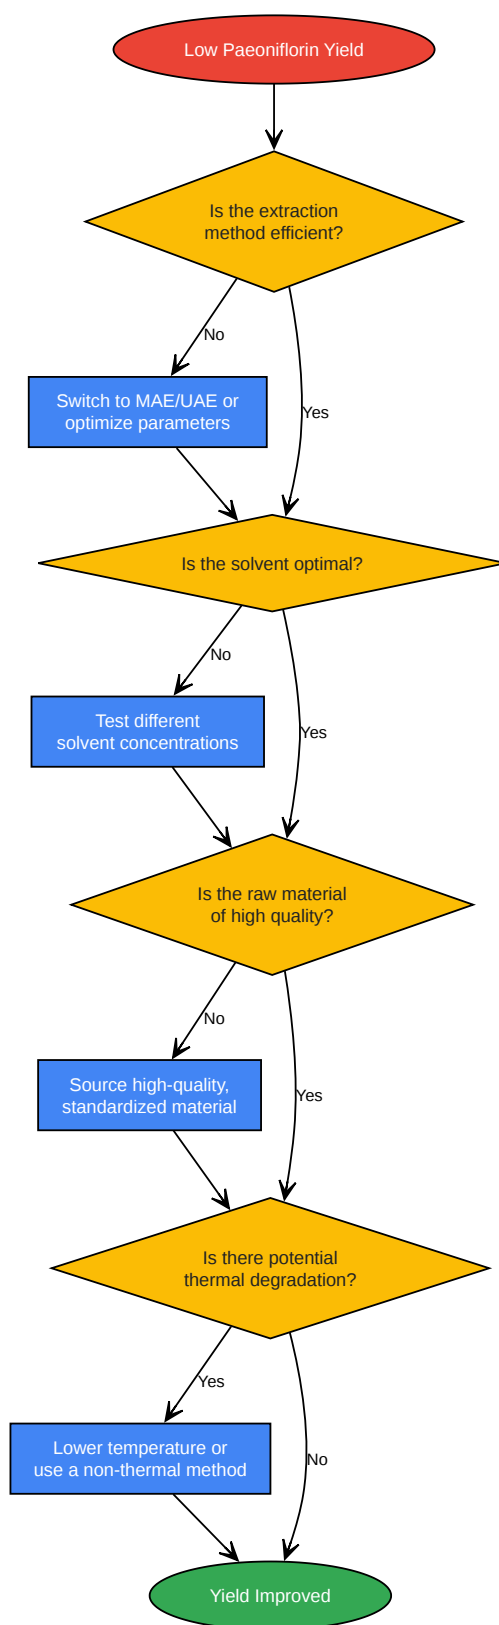 Low Paeoniflorin Yield
Is the extraction
method efficient?
No
Switch to MAE/UAE or
optimize parameters
Yes
Is the solvent optimal?
No
Test different
solvent concentrations
Yes
Is the raw material
of high quality?
No
Source high-quality,
standardized material
Yes
Is there potential
thermal degradation?
Yes
Lower temperature or
use a non-thermal method
No
Yield Improved